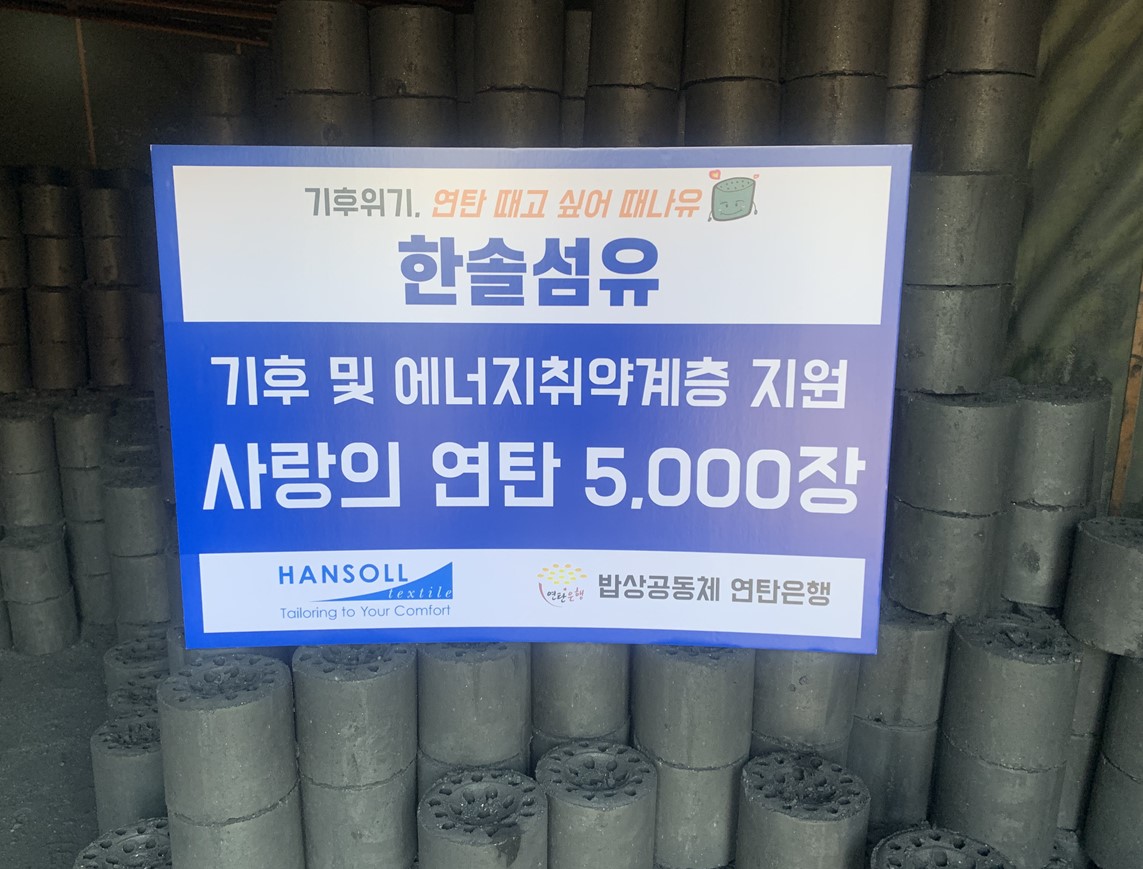 기후위기. 연탄 때고 싶어 때나유
한솔섬유
기후 및 에너지취약계층 지원
사랑의 연탄 5,000장
HANSOLL
textile
Tailoring to Your Comfort
연탄은행
밥상공동체 연탄은행